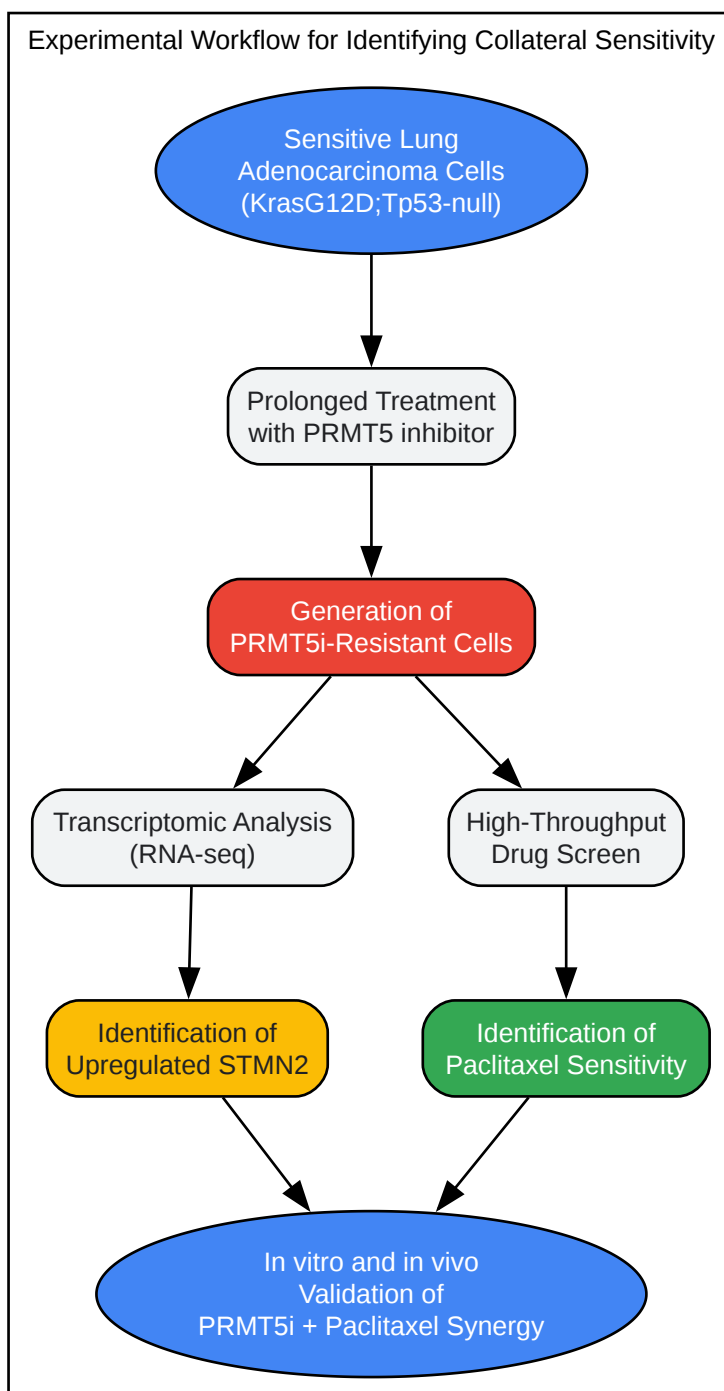 Experimental Workflow for Identifying Collateral Sensitivity
Sensitive Lung
Adenocarcinoma Cells
(KrasG12D;Tp53-null)
Prolonged Treatment
with PRMT5 inhibitor
Generation of
PRMT5i-Resistant Cells
Transcriptomic Analysis
(RNA-seq)
High-Throughput
Drug Screen
Identification of
Upregulated STMN2
Identification of
Paclitaxel Sensitivity
In vitro and in vivo
Validation of
PRMT5i + Paclitaxel Synergy